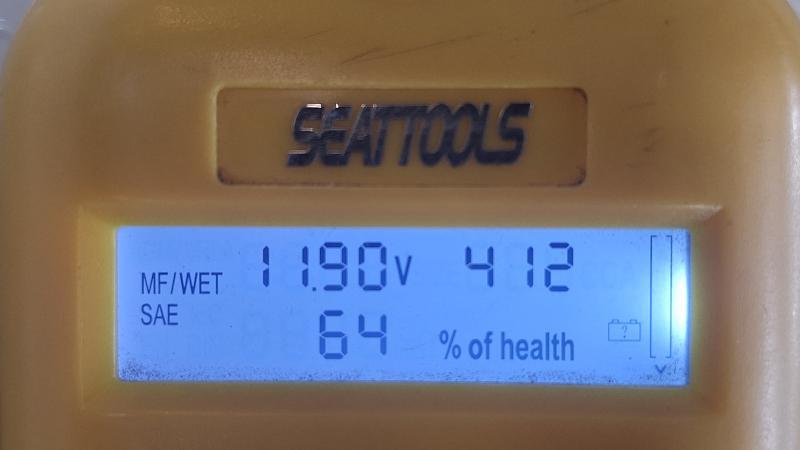 SEATTOOLS
MF/WET 11.90V 412
SAE 64 % of health
?